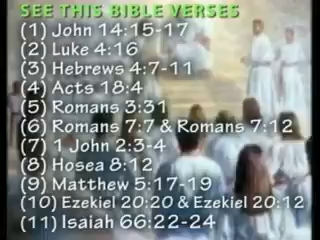 SEE THIS BIBLE VERSES
(1) John 14:15-17
(2) Luke 4:16
(3) Hebrews 4:7-11
(4) Acts 18:4
(5) Romans 3:31
(6) Romans 7:7 & Romans 7:12
(7) 1 John 2:3-4
(8) Hosea 8:12
(9) Matthew 5:17-19
(10) Ezekiel 20:20 & Ezekiel 20:12
(11) Isaiah 66:22-24